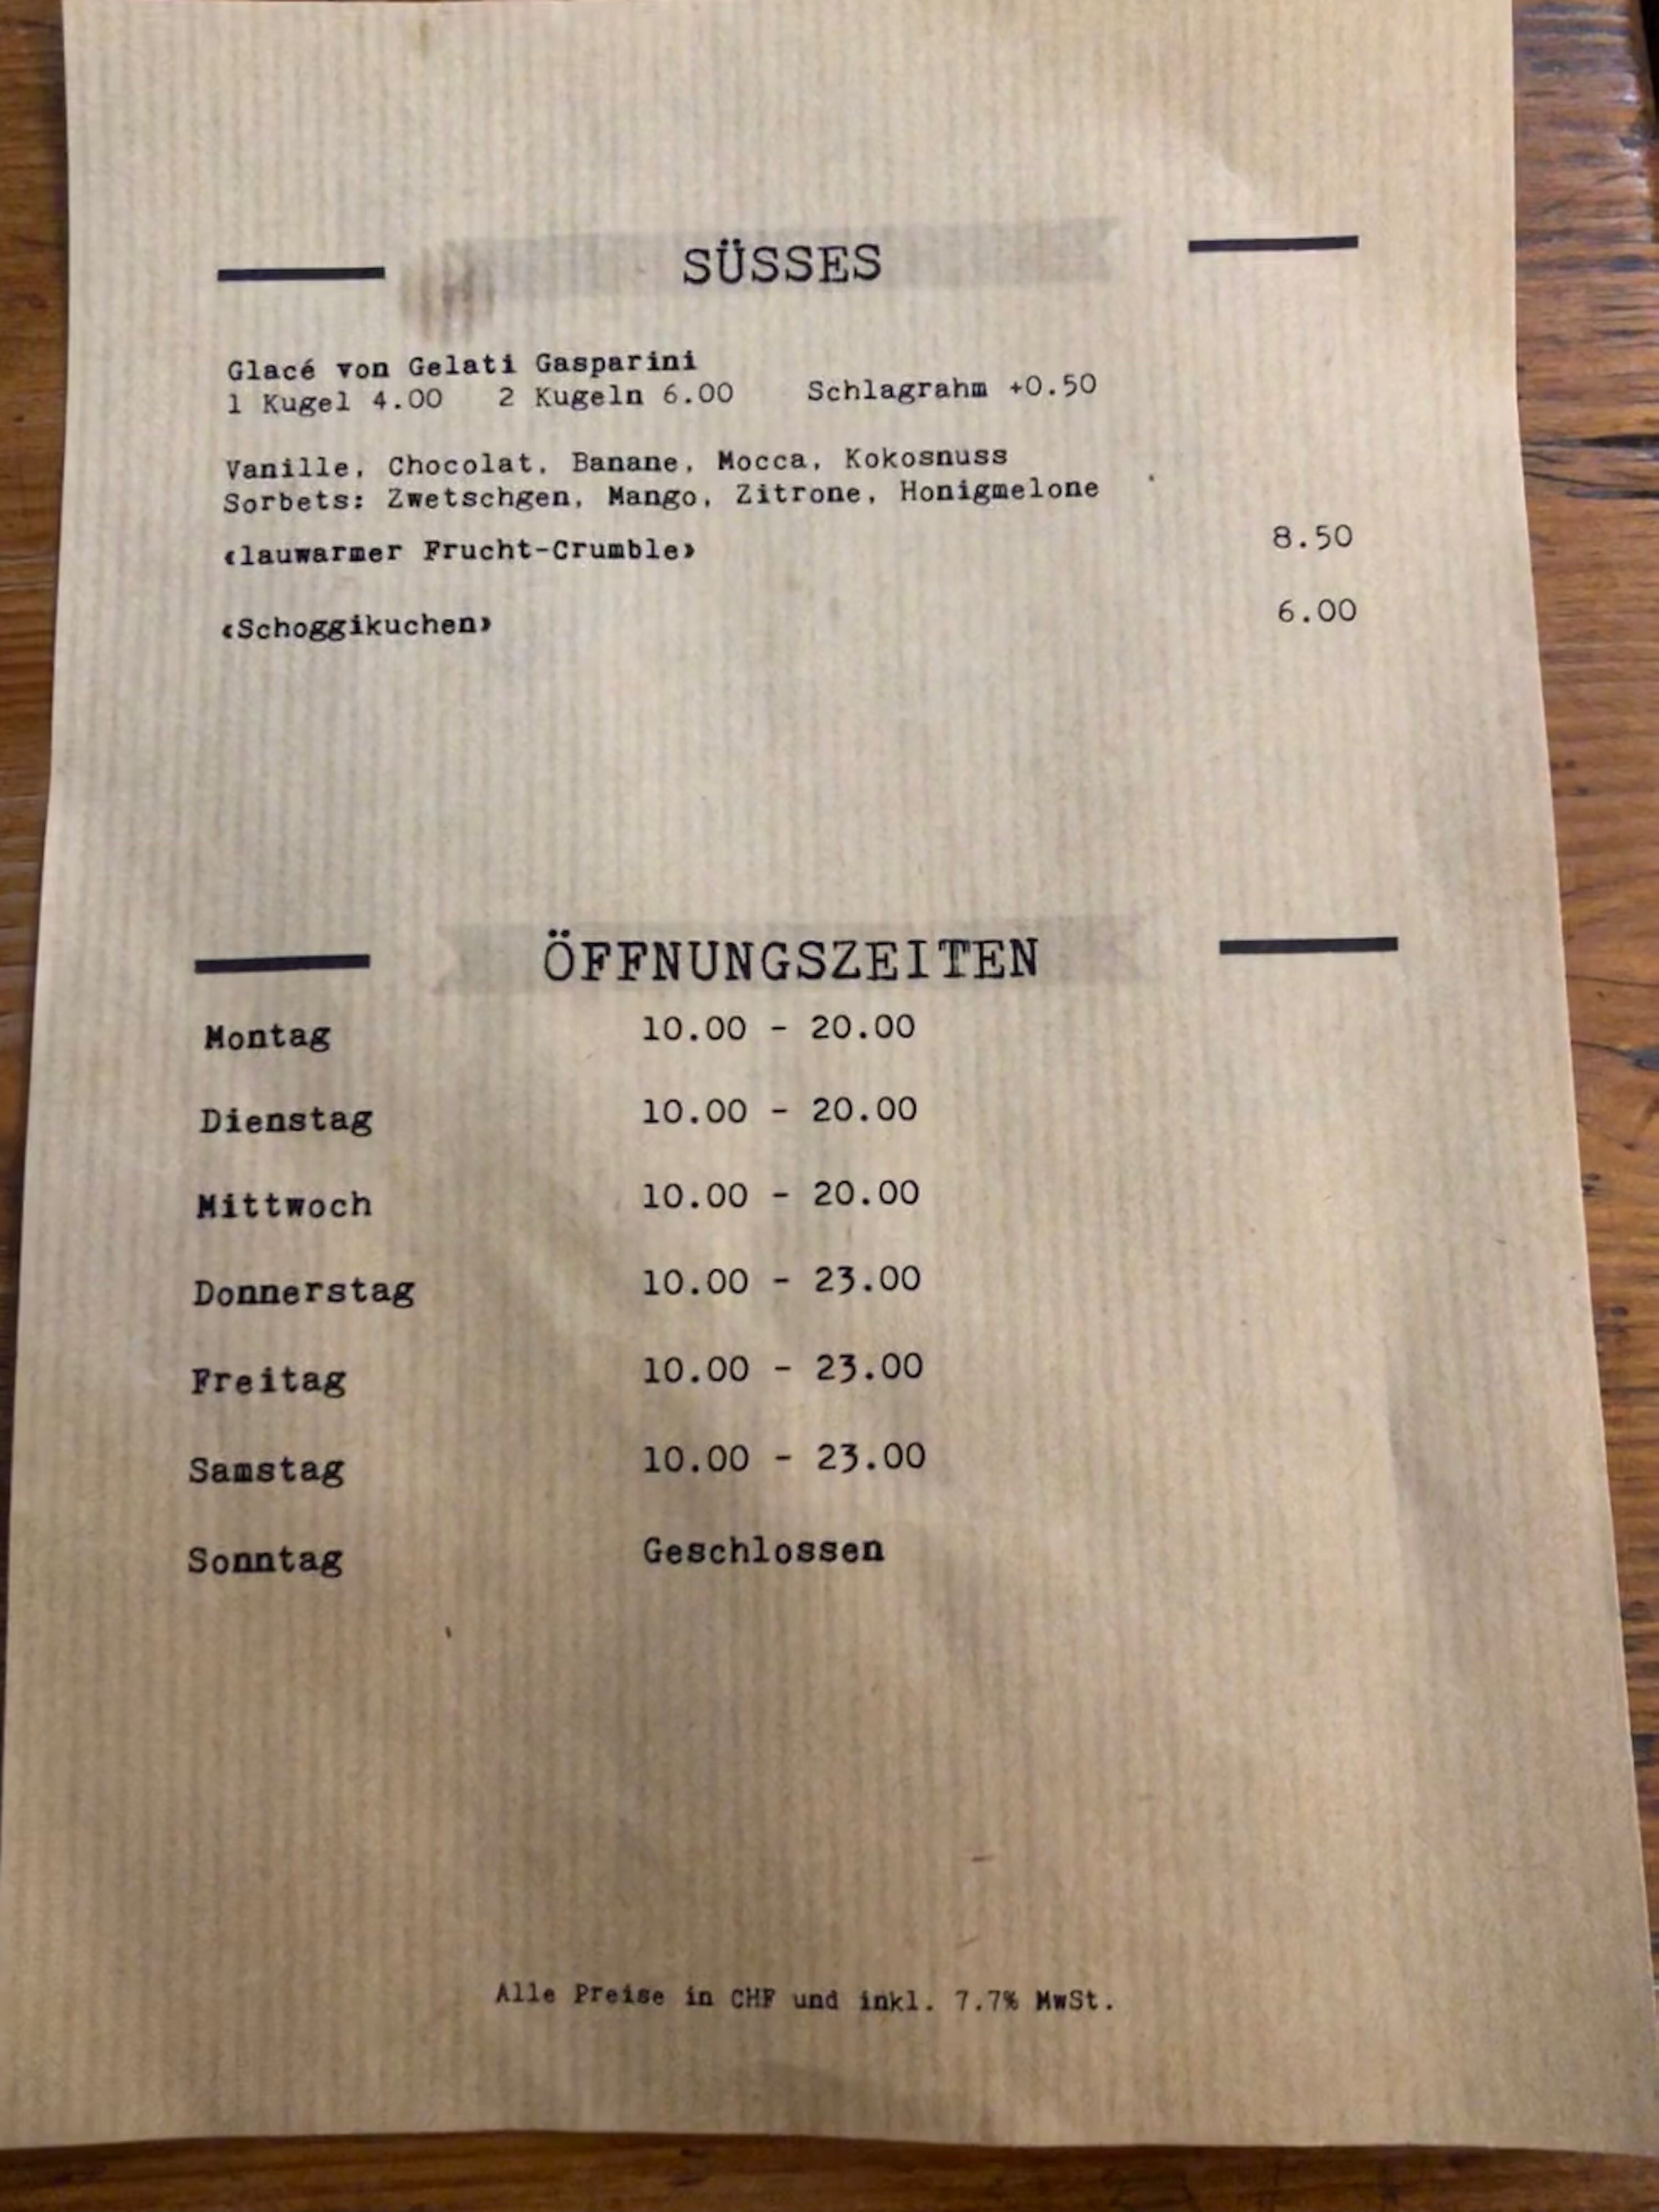 SÜSSES
Glacé von Gelati Gasparini
1 Kugel 4.00 2 Kugeln 6.00 Schlagrahm +0.50
Vanille, Chocolat, Banane, Mocca, Kokosnuss
Sorbets: Zwetschgen, Mango, Zitrone, Honigmelone
‹lauwarmer Frucht-Crumble› 8.50
‹Schoggikuchen› 6.00
ÖFFNUNGSZEITEN
Montag 10.00 - 20.00
Dienstag 10.00 - 20.00
Mittwoch 10.00 - 20.00
Donnerstag 10.00 - 23.00
Freitag 10.00 - 23.00
Samstag 10.00 - 23.00
Sonntag Geschlossen
Alle Preise in CHF und inkl. 7.7% MwSt.